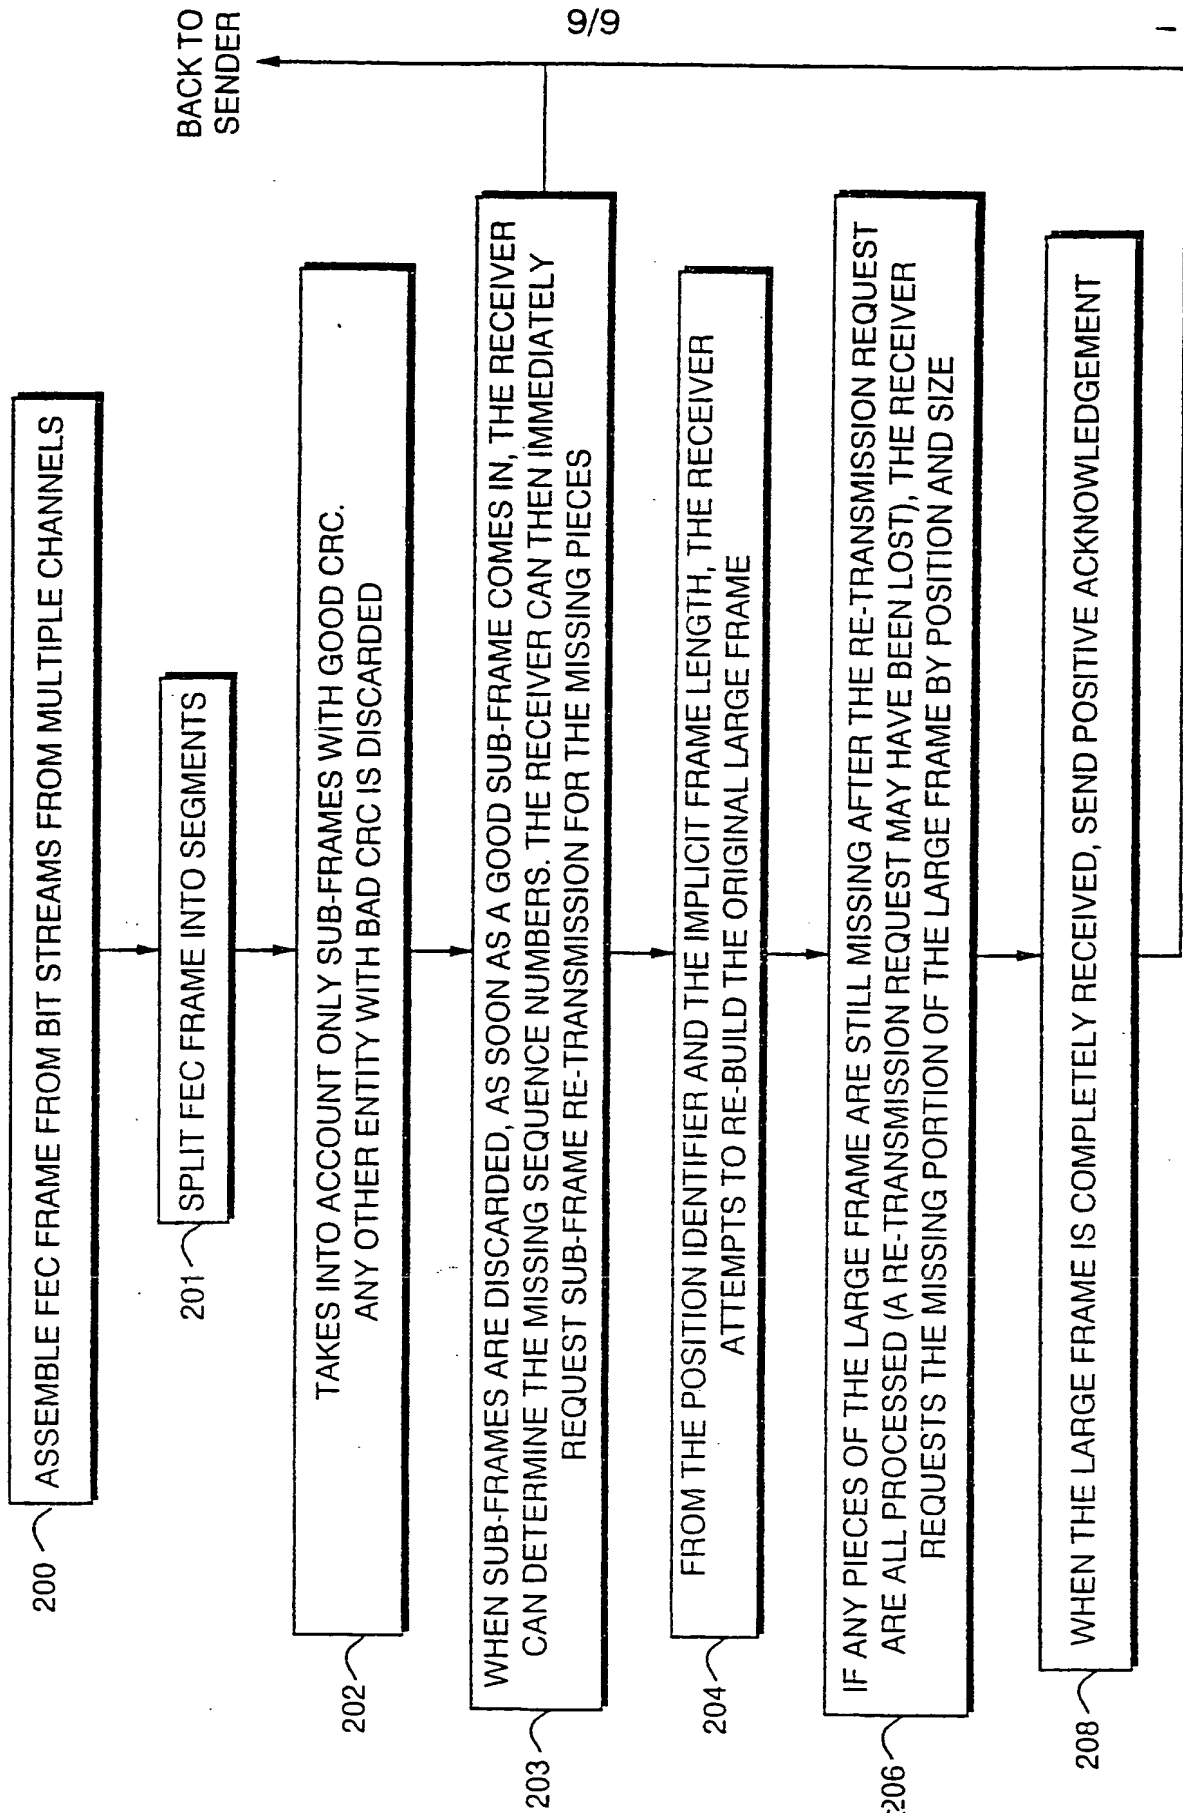 9/9
BACK TO
SENDER
200
ASSEMBLE FEC FRAME FROM BIT STREAMS FROM MULTIPLE CHANNELS
201
SPLIT FEC FRAME INTO SEGMENTS
202
TAKES INTO ACCOUNT ONLY SUB-FRAMES WITH GOOD CRC.
ANY OTHER ENTITY WITH BAD CRC IS DISCARDED
203
WHEN SUB-FRAMES ARE DISCARDED, AS SOON AS A GOOD SUB-FRAME COMES IN, THE RECEIVER
CAN DETERMINE THE MISSING SEQUENCE NUMBERS. THE RECEIVER CAN THEN IMMEDIATELY
REQUEST SUB-FRAME RE-TRANSMISSION FOR THE MISSING PIECES
204
FROM THE POSITION IDENTIFIER AND THE IMPLICIT FRAME LENGTH, THE RECEIVER
ATTEMPTS TO RE-BUILD THE ORIGINAL LARGE FRAME
206
IF ANY PIECES OF THE LARGE FRAME ARE STILL MISSING AFTER THE RE-TRANSMISSION REQUEST
ARE ALL PROCESSED (A RE-TRANSMISSION REQUEST MAY HAVE BEEN LOST), THE RECEIVER
REQUESTS THE MISSING PORTION OF THE LARGE FRAME BY POSITION AND SIZE
208
WHEN THE LARGE FRAME IS COMPLETELY RECEIVED, SEND POSITIVE ACKNOWLEDGEMENT